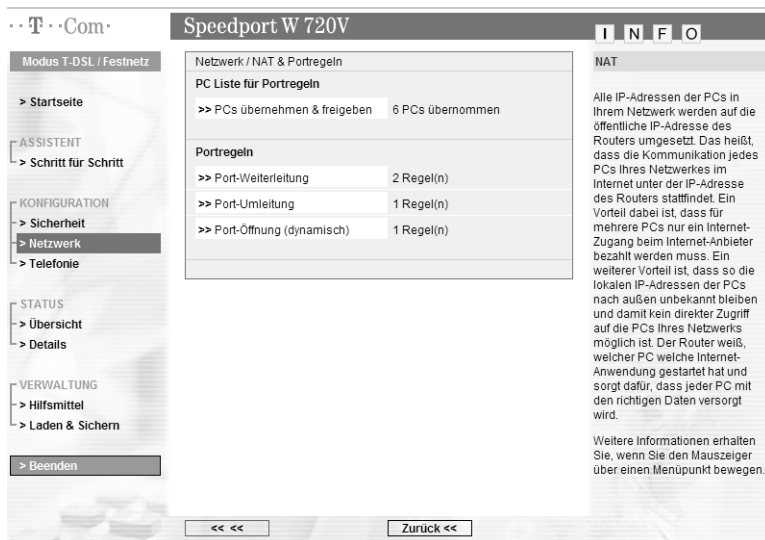 ··T··Com·
Speedport W 720V
INFO
Modus T-DSL / Festnetz
> Startseite
ASSISTENT
> Schritt für Schritt
KONFIGURATION
> Sicherheit
> Netzwerk
> Telefonie
STATUS
> Übersicht
> Details
VERWALTUNG
> Hilfsmittel
> Laden & Sichern
> Beenden
Netzwerk / NAT & Portregeln
PC Liste für Portregeln
>> PCs übernehmen & freigeben 6 PCs übernommen
Portregeln
>> Port-Weiterleitung 2 Regel(n)
>> Port-Umleitung 1 Regel(n)
>> Port-Öffnung (dynamisch) 1 Regel(n)
<< <<
Zurück <<
NAT
Alle IP-Adressen der PCs in
Ihrem Netzwerk werden auf die
öffentliche IP-Adresse des
Routers umgesetzt. Das heißt,
dass die Kommunikation jedes
PCs Ihres Netzwerkes im
Internet unter der IP-Adresse
des Routers stattfindet. Ein
Vorteil dabei ist, dass für
mehrere PCs nur ein Internet-
Zugang beim Internet-Anbieter
bezahlt werden muss. Ein
weiterer Vorteil ist, dass so die
lokalen IP-Adressen der PCs
nach außen unbekannt bleiben
und damit kein direkter Zugriff
auf die PCs Ihres Netzwerks
möglich ist. Der Router weiß,
welcher PC welche Internet-
Anwendung gestartet hat und
sorgt dafür, dass jeder PC mit
den richtigen Daten versorgt
wird.
Weitere Informationen erhalten
Sie, wenn Sie den Mauszeiger
über einen Menüpunkt bewegen.